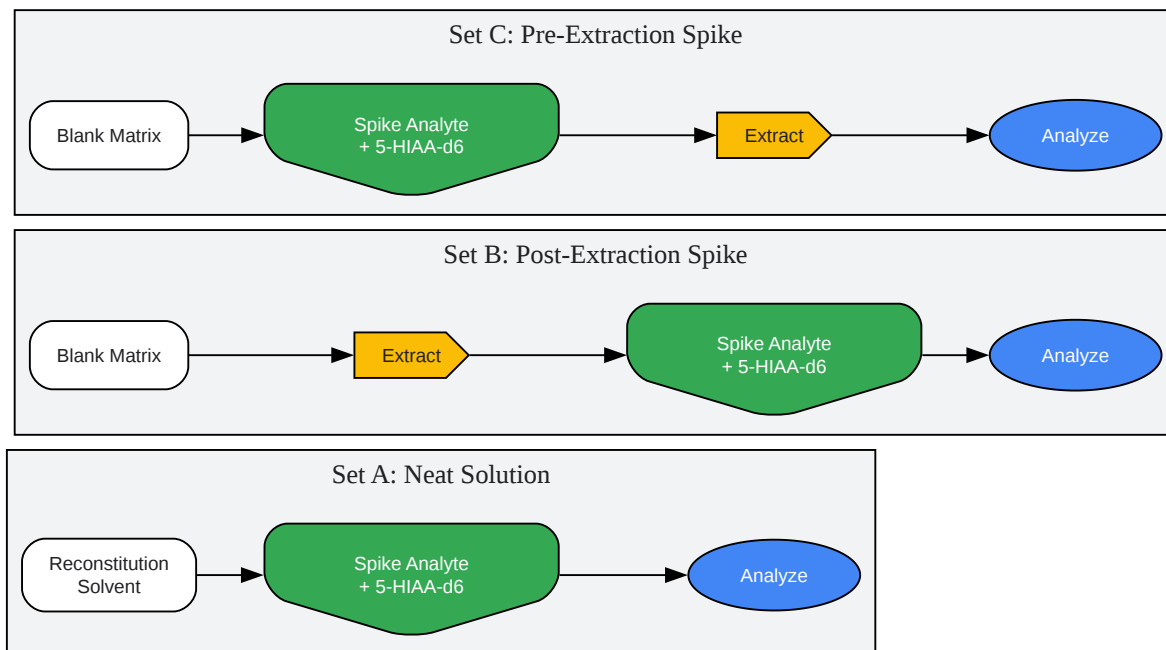 Set C: Pre-Extraction Spike
Blank Matrix
Spike Analyte
+ 5-HIAA-d6
Extract
Analyze
Set B: Post-Extraction Spike
Blank Matrix
Extract
Spike Analyte
+ 5-HIAA-d6
Analyze
Set A: Neat Solution
Reconstitution
Solvent
Spike Analyte
+ 5-HIAA-d6
Analyze